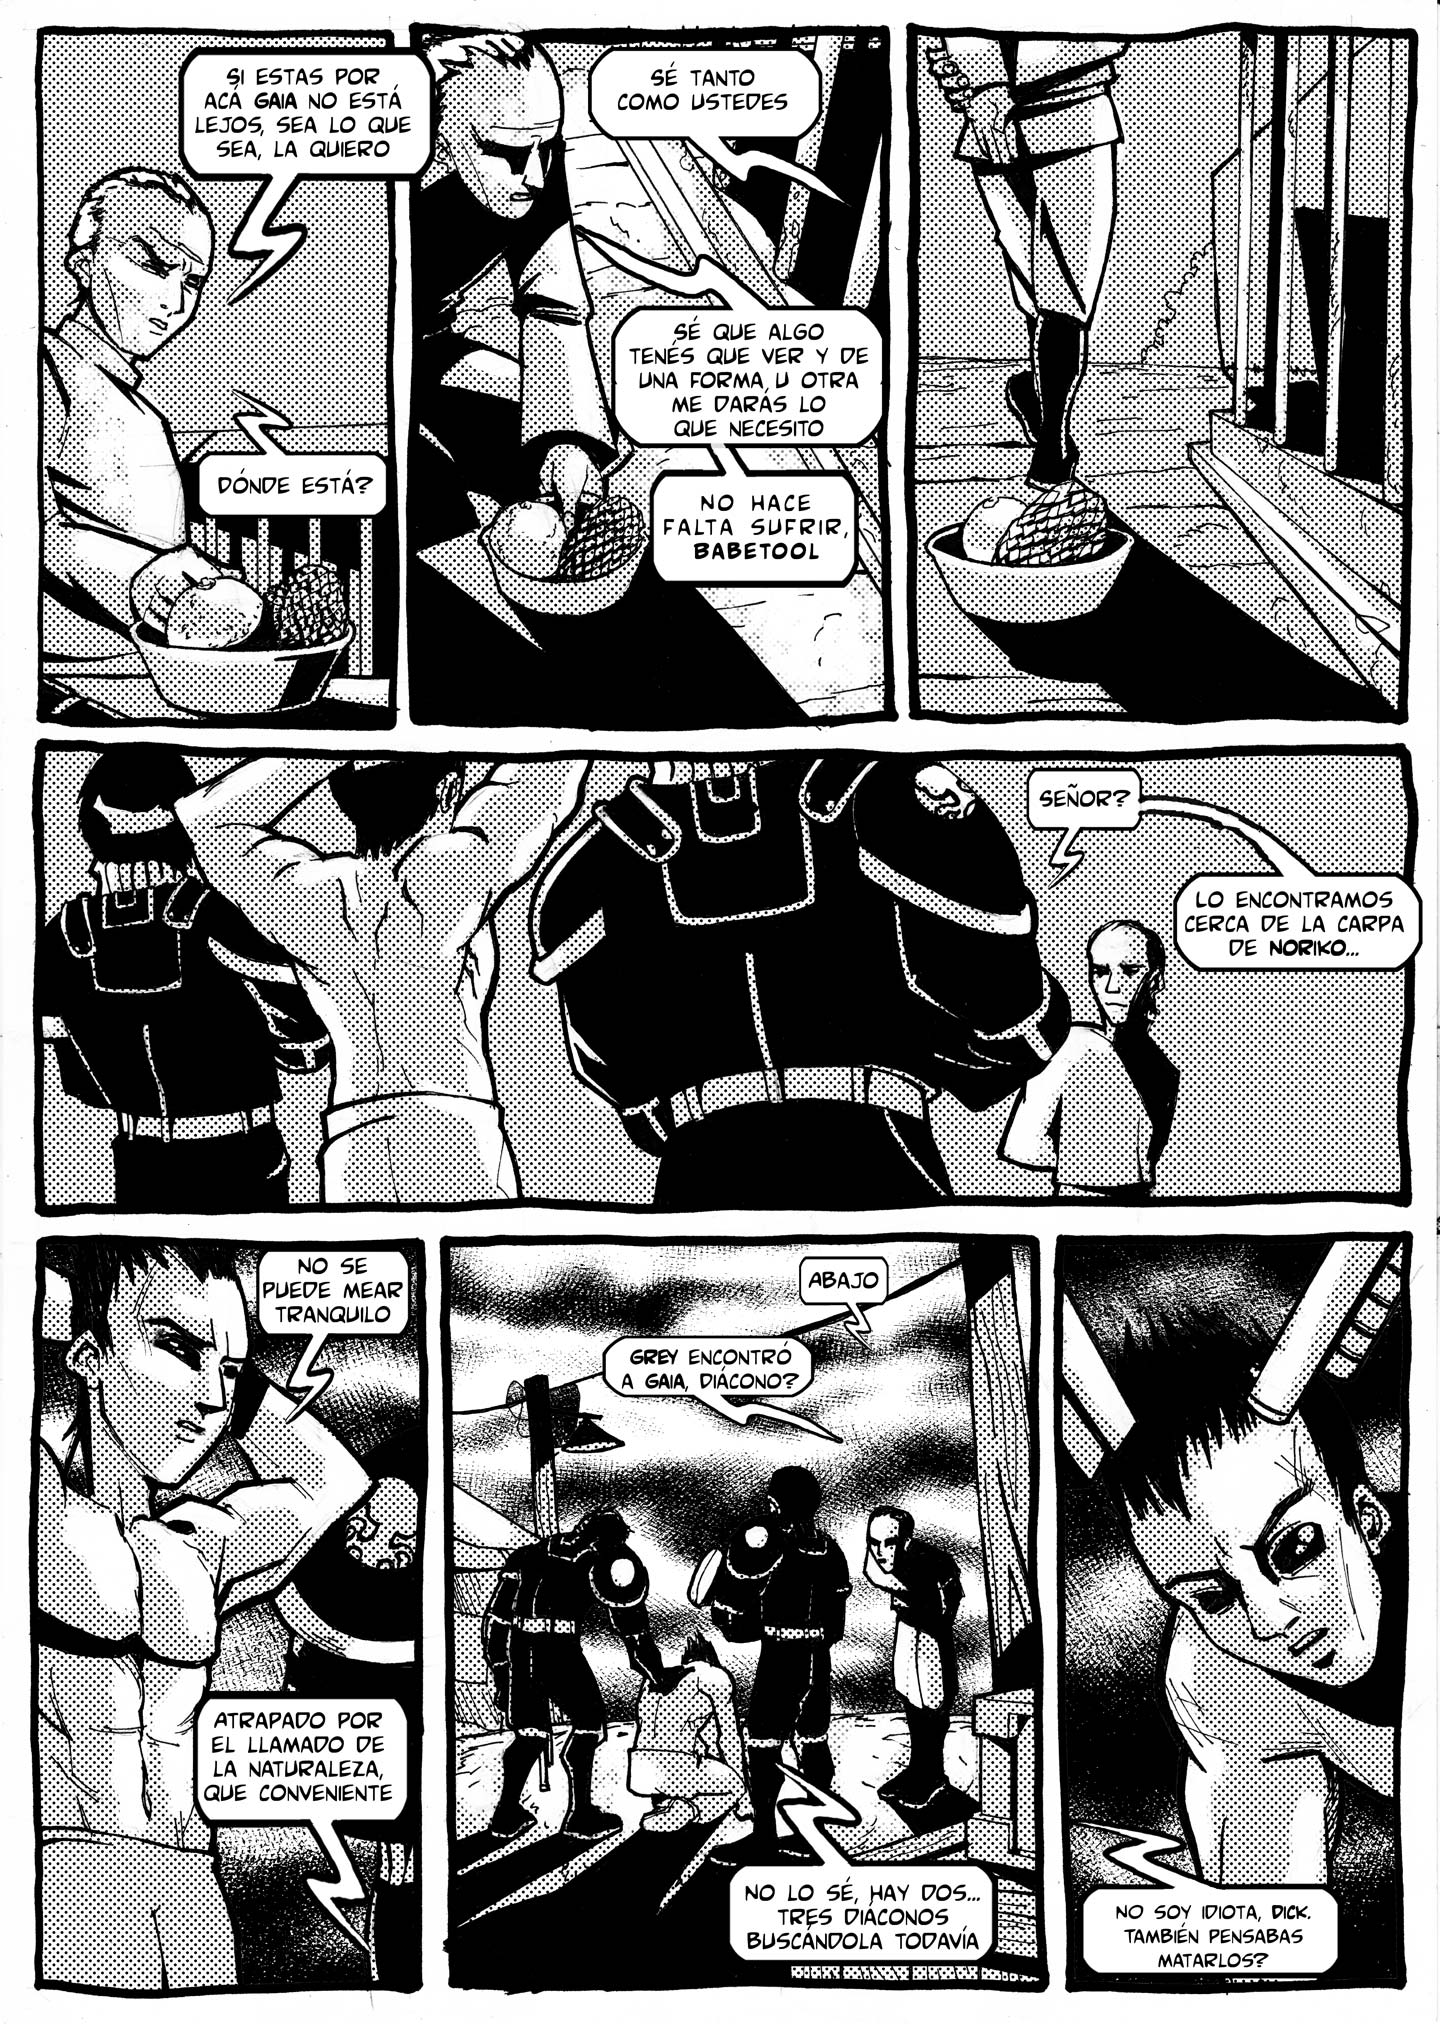 SI ESTAS POR
ACÁ GAIA NO ESTÁ
LEJOS, SEA LO QUE
SEA, LA QUIERO
DÓNDE ESTÁ?
SÉ TANTO
COMO USTEDES
SÉ QUE ALGO
TENÉS QUE VER Y DE
UNA FORMA U OTRA
ME DARÁS LO
QUE NECESITO
NO HACE
FALTA SUFRIR,
BABETOOL
SEÑOR?
LO ENCONTRAMOS
CERCA DE LA CARPA
DE NORIKO...
NO SE
PUEDE MEAR
TRANQUILO
ATRAPADO POR
EL LLAMADO DE
LA NATURALEZA,
QUE CONVENIENTE
ABAJO
GREY ENCONTRÓ
A GAIA, DIÁCONO?
NO LO SÉ, HAY DOS...
TRES DIÁCONOS
BUSCÁNDOLA TODAVÍA
NO SOY IDIOTA, DICK.
TAMBIÉN PENSABAS
MATARLOS?